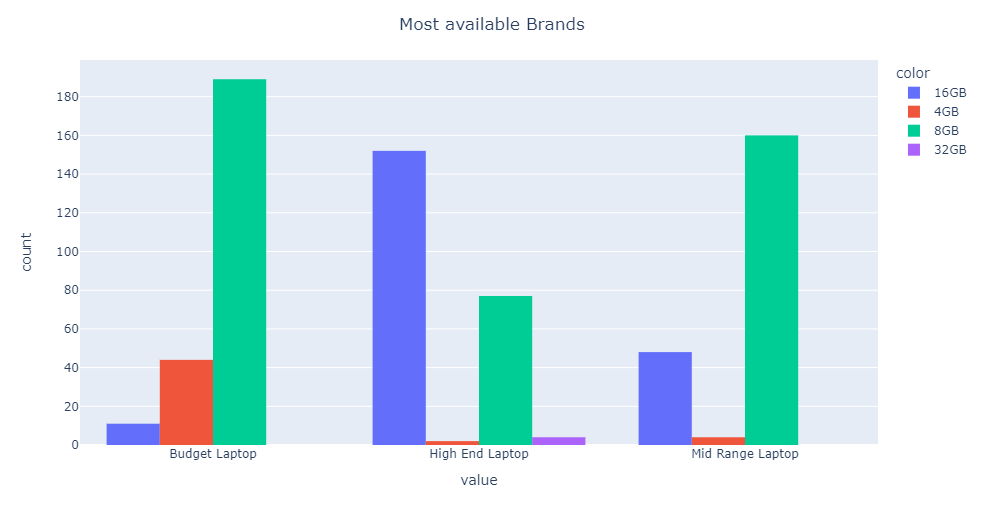 Most available Brands
color
16GB
4GB
8GB
32GB
count
180
160
140
120
100
80
60
40
20
0
Budget Laptop
High End Laptop
Mid Range Laptop
value